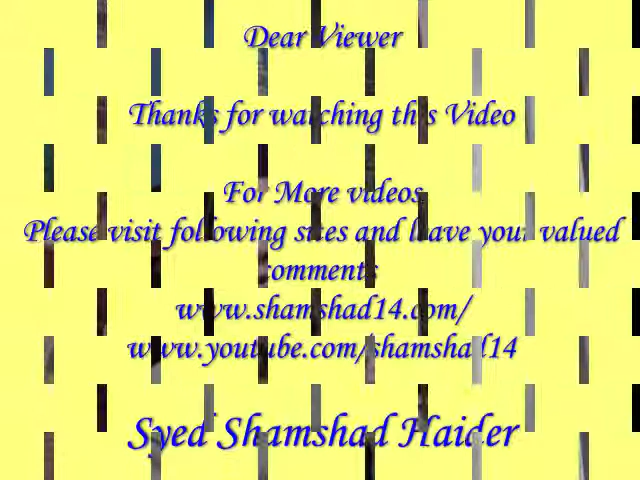 Dear Viewer
Thanks for watching this Video
For More videos
Please visit following sites and leave your valued
comments
www.shamshad14.com/
www.youtube.com/shamshad14
Syed Shamshad Haider